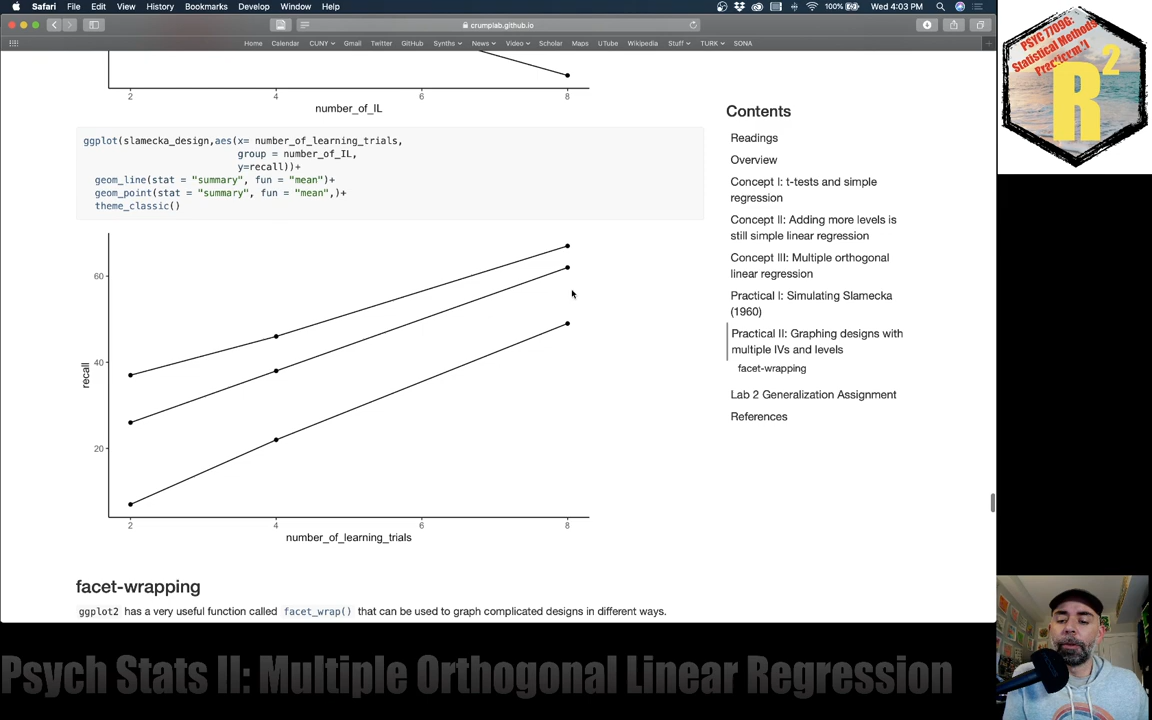 Safari File Edit View History Bookmarks Develop Window Help
100% Wed 4:03 PM
crumplab.github.io
Home Calendar CUNY Gmail Twitter GitHub Synths News Video Scholar Maps UTube Wikipedia Stuff TURK SONA
2 4 6 8
number_of_IL
ggplot(slamecka_design,aes(x= number_of_learning_trials,
group = number_of_IL,
y=recall))+
geom_line(stat = "summary", fun = "mean")+
geom_point(stat = "summary", fun = "mean",)+
theme_classic()
60
40
20
recall
2 4 6 8
number_of_learning_trials
facet-wrapping
ggplot2 has a very useful function called facet_wrap() that can be used to graph complicated designs in different ways.
Contents
Readings
Overview
Concept I: t-tests and simple
regression
Concept II: Adding more levels is
still simple linear regression
Concept III: Multiple orthogonal
linear regression
Practical I: Simulating Slamecka
(1960)
Practical II: Graphing designs with
multiple IVs and levels
facet-wrapping
Lab 2 Generalization Assignment
References
PSYC 7709G:
Statistical Methods
Practicum I
R2
Psych Stats II: Multiple Orthogonal Linear Regression